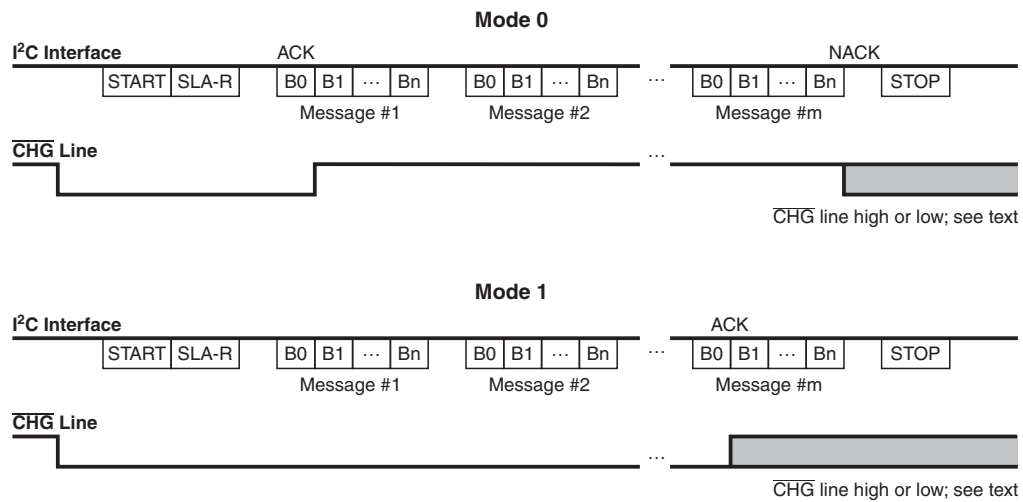 Mode 0
I²C Interface
ACK
NACK
START SLA-R B0 B1 ... Bn B0 B1 ... Bn ... B0 B1 ... Bn STOP
Message #1 Message #2 Message #m
CHG Line
...
CHG line high or low; see text
Mode 1
I²C Interface
ACK
START SLA-R B0 B1 ... Bn B0 B1 ... Bn ... B0 B1 ... Bn STOP
Message #1 Message #2 Message #m
CHG Line
...
CHG line high or low; see text